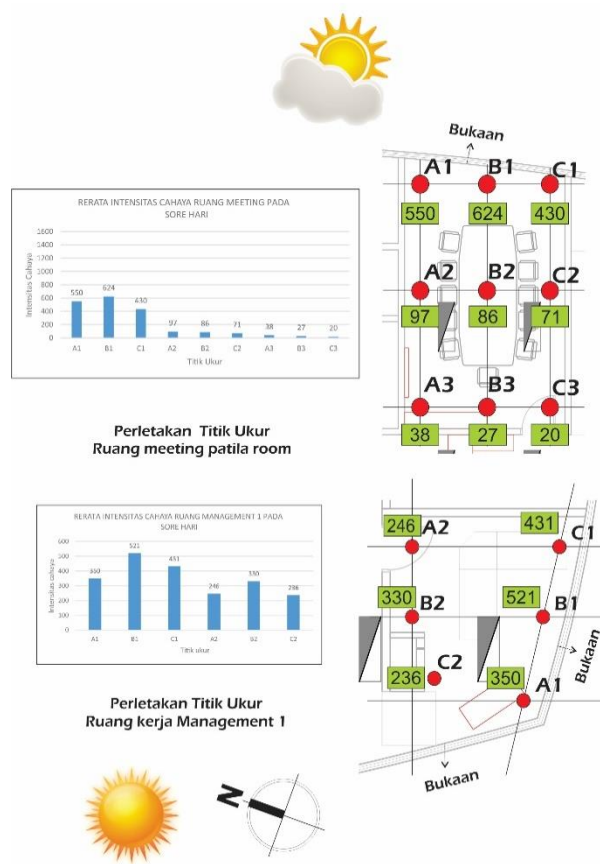 Bukaan
A1 B1 C1
550 624 430
A2 B2 C2
97 86 71
A3 B3 C3
38 27 20
RERATA INTENSITAS CAHAYA RUANG MEETING PADA
SORE HARI
Intensitas Cahaya
1600
1400
1200
1000
800
600
400
200
0
550 624 430 97 86 71 38 27 20
A1 B1 C1 A2 B2 C2 A3 B3 C3
Titik Ukur
Perletakan Titik Ukur
Ruang meeting patila room
RERATA INTENSITAS CAHAYA RUANG MANAGEMENT 1 PADA
SORE HARI
Intensitas cahaya
600
500
400
300
200
100
0
350 521 431 246 330 236
A1 B1 C1 A2 B2 C2
Titik ukur
Perletakan Titik Ukur
Ruang kerja Management 1
246 A2 431 C1
330 B2 521 B1
236 C2 350 A1
Bukaan
Bukaan
N